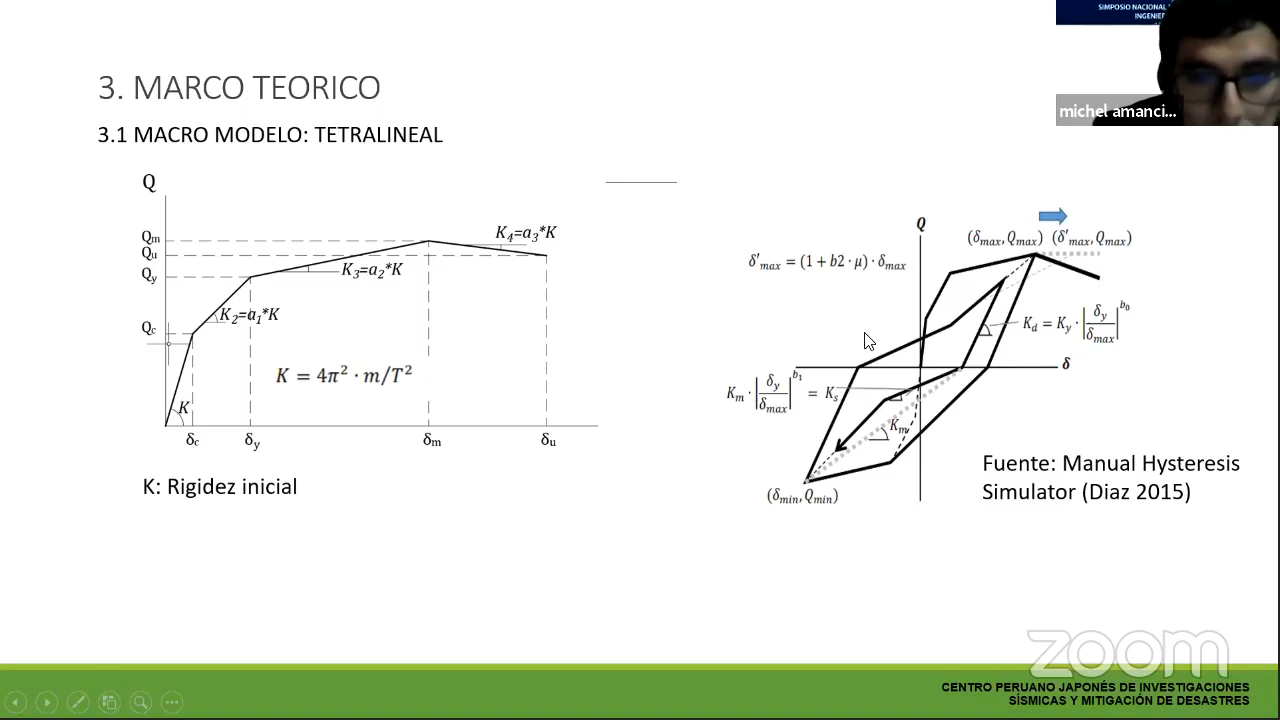 SIMPOSIO NACIONAL
INGENIER
michel amanci...
3. MARCO TEORICO
3.1 MACRO MODELO: TETRALINEAL
Q
Qm
Qu
Qy
Qc
K₄=a₃*K
K₃=a₂*K
K₂=a₁*K
K = 4π² · m/T²
K
δc
δy
δm
δu
K: Rigidez inicial
Q
(δmax, Qmax) (δ'max, Qmax)
δ'max = (1 + b2 · μ) · δmax
Kd = Ky · |δy/δmax|^b₀
δ
Km · |δy/δmax|^b₁ = Ks
Km
(δmin, Qmin)
Fuente: Manual Hysteresis
Simulator (Diaz 2015)
zoom
CENTRO PERUANO JAPONÉS DE INVESTIGACIONES
SÍSMICAS Y MITIGACIÓN DE DESASTRES